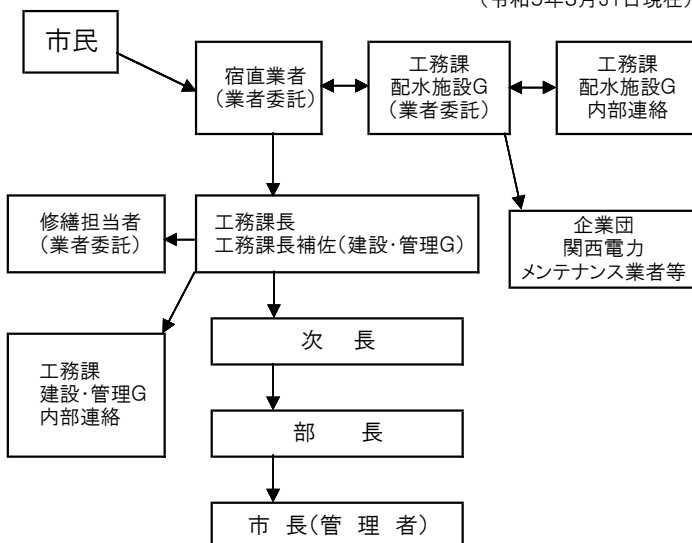 (令和5年3月31日現在)
市民
宿直業者
(業者委託)
工務課
配水施設G
(業者委託)
工務課
配水施設G
内部連絡
修繕担当者
(業者委託)
工務課長
工務課長補佐(建設・管理G)
企業団
関西電力
メンテナンス業者等
工務課
建設・管理G
内部連絡
次 長
部 長
市 長(管 理 者)